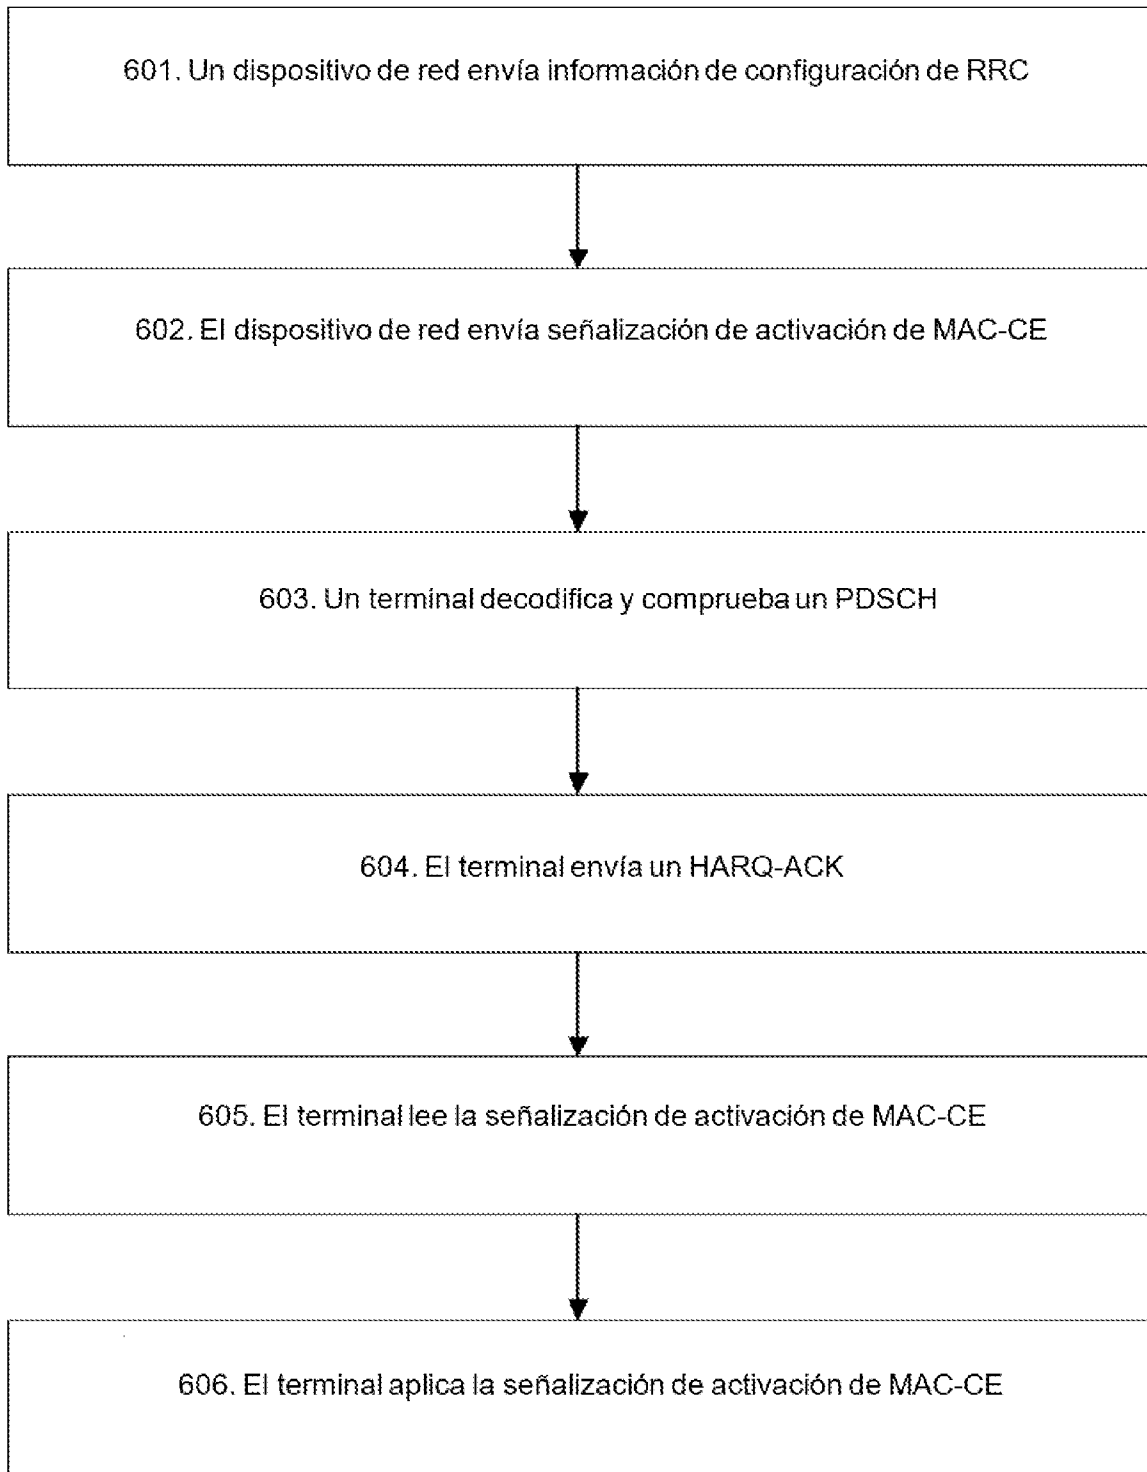 601. Un dispositivo de red envía información de configuración de RRC
602. El dispositivo de red envía señalización de activación de MAC-CE
603. Un terminal decodifica y comprueba un PDSCH
604. El terminal envía un HARQ-ACK
605. El terminal lee la señalización de activación de MAC-CE
606. El terminal aplica la señalización de activación de MAC-CE